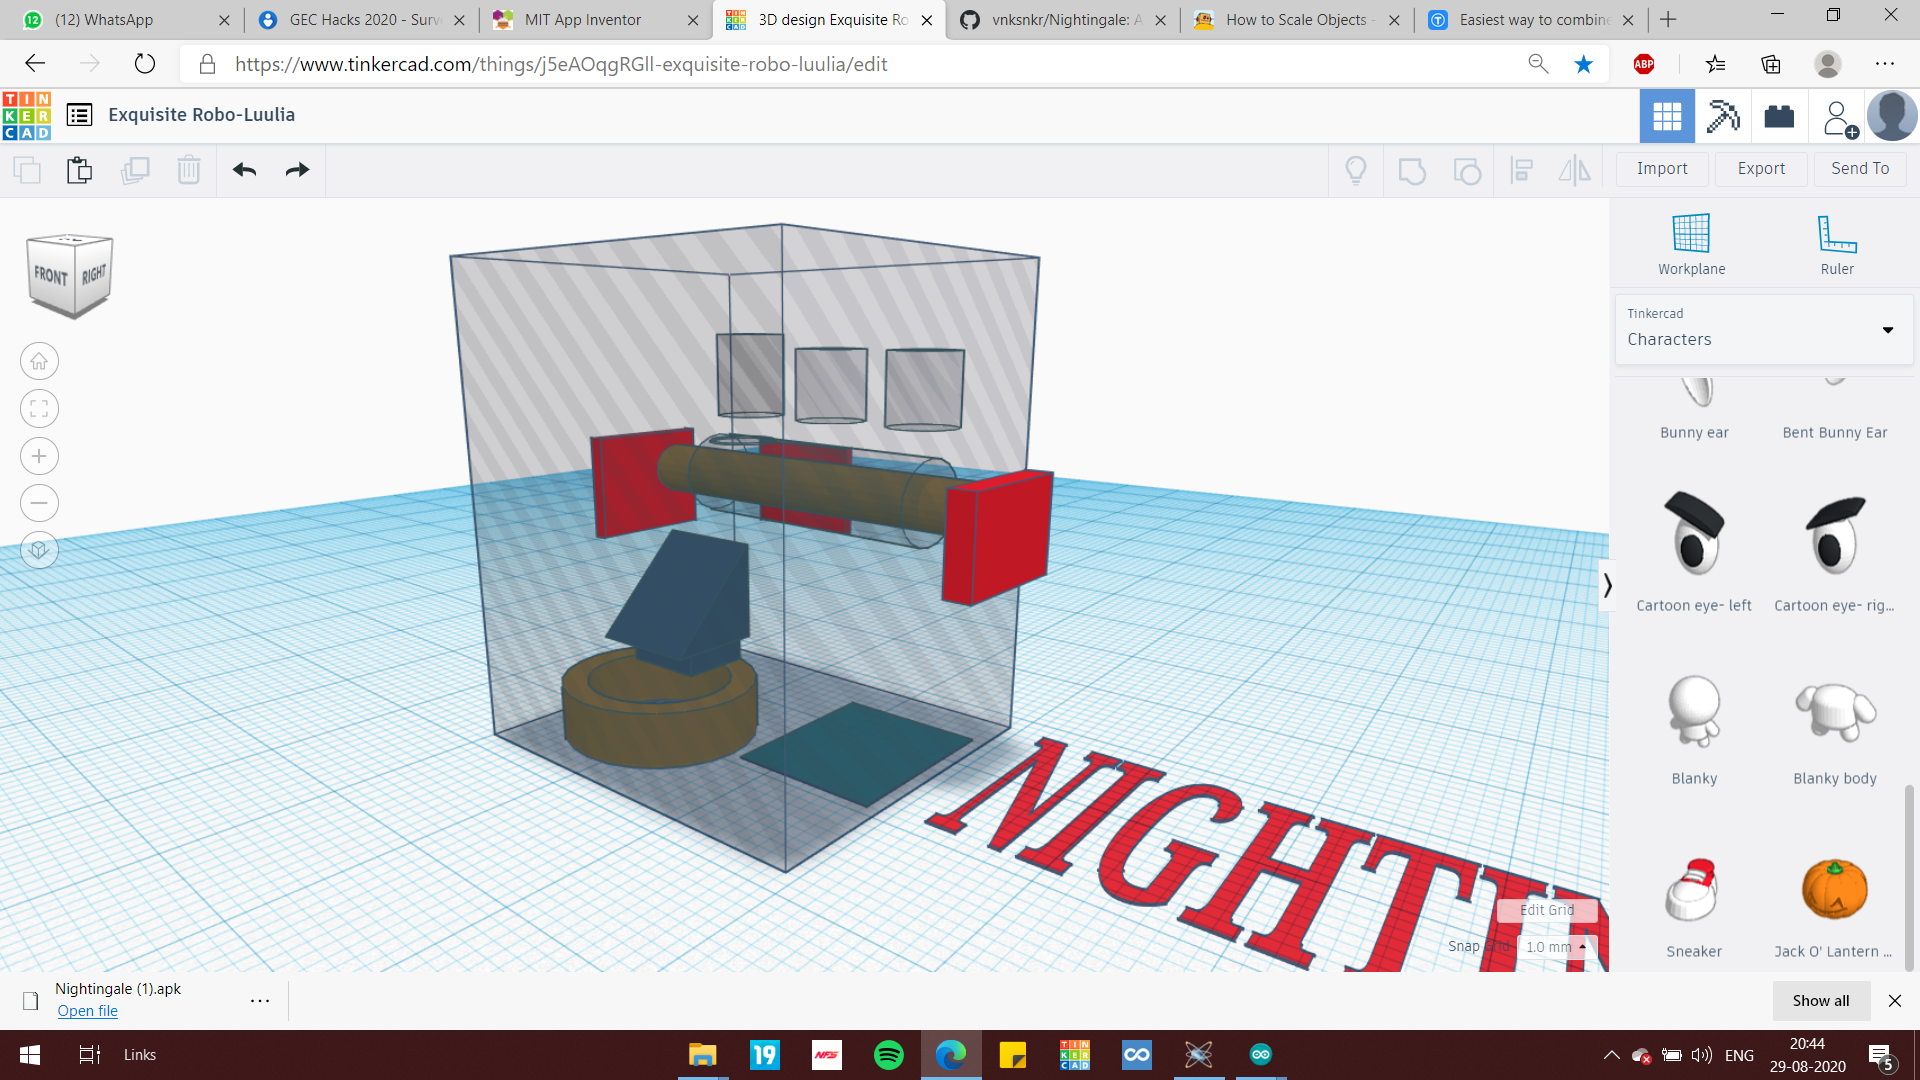 (12) WhatsApp
GEC Hacks 2020 - Surv
MIT App Inventor
3D design Exquisite Ro
vnksnkr/Nightingale: A
How to Scale Objects -
Easiest way to combine
https://www.tinkercad.com/things/j5eAOqgRGll-exquisite-robo-luulia/edit
ABP
TIN
KER
CAD
Exquisite Robo-Luulia
Import
Export
Send To
FRONT
RIGHT
Workplane
Ruler
Tinkercad
Characters
Bunny ear
Bent Bunny Ear
Cartoon eye- left
Cartoon eye- rig...
Blanky
Blanky body
Sneaker
Jack O' Lantern ...
NIGHTIN
Edit Grid
Snap Grid
1.0 mm
Nightingale (1).apk
Open file
Show all
Links
19
NFS
ENG
20:44
29-08-2020
5